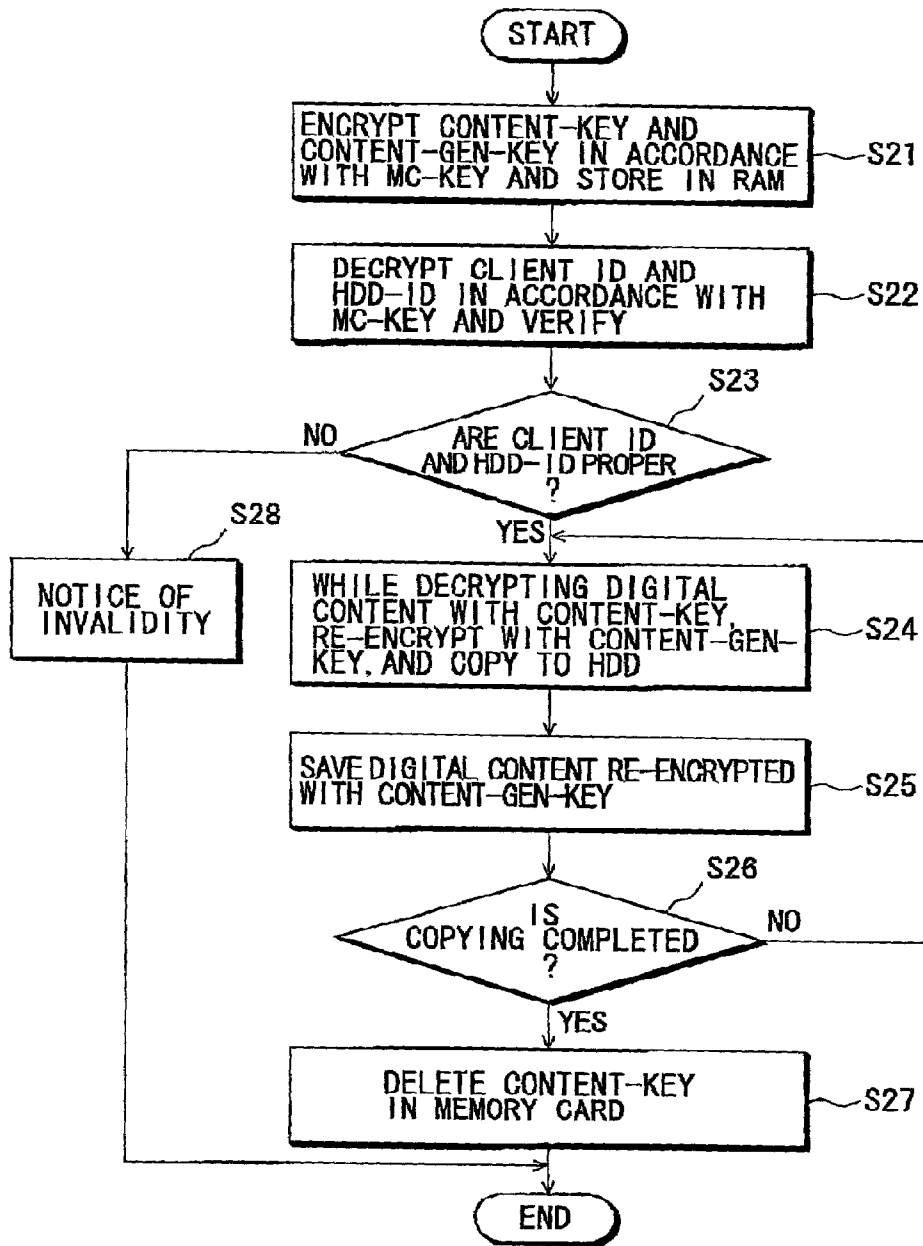 START
ENCRYPT CONTENT-KEY AND
CONTENT-GEN-KEY IN ACCORDANCE
WITH MC-KEY AND STORE IN RAM
S21
DECRYPT CLIENT ID AND
HDD-ID IN ACCORDANCE WITH
MC-KEY AND VERIFY
S22
S23
NO
ARE CLIENT ID
AND HDD-ID PROPER
?
YES
S28
NOTICE OF
INVALIDITY
WHILE DECRYPTING DIGITAL
CONTENT WITH CONTENT-KEY,
RE-ENCRYPT WITH CONTENT-GEN-
KEY, AND COPY TO HDD
S24
SAVE DIGITAL CONTENT RE-ENCRYPTED
WITH CONTENT-GEN-KEY
S25
S26
IS
COPYING COMPLETED
?
NO
YES
DELETE CONTENT-KEY
IN MEMORY CARD
S27
END